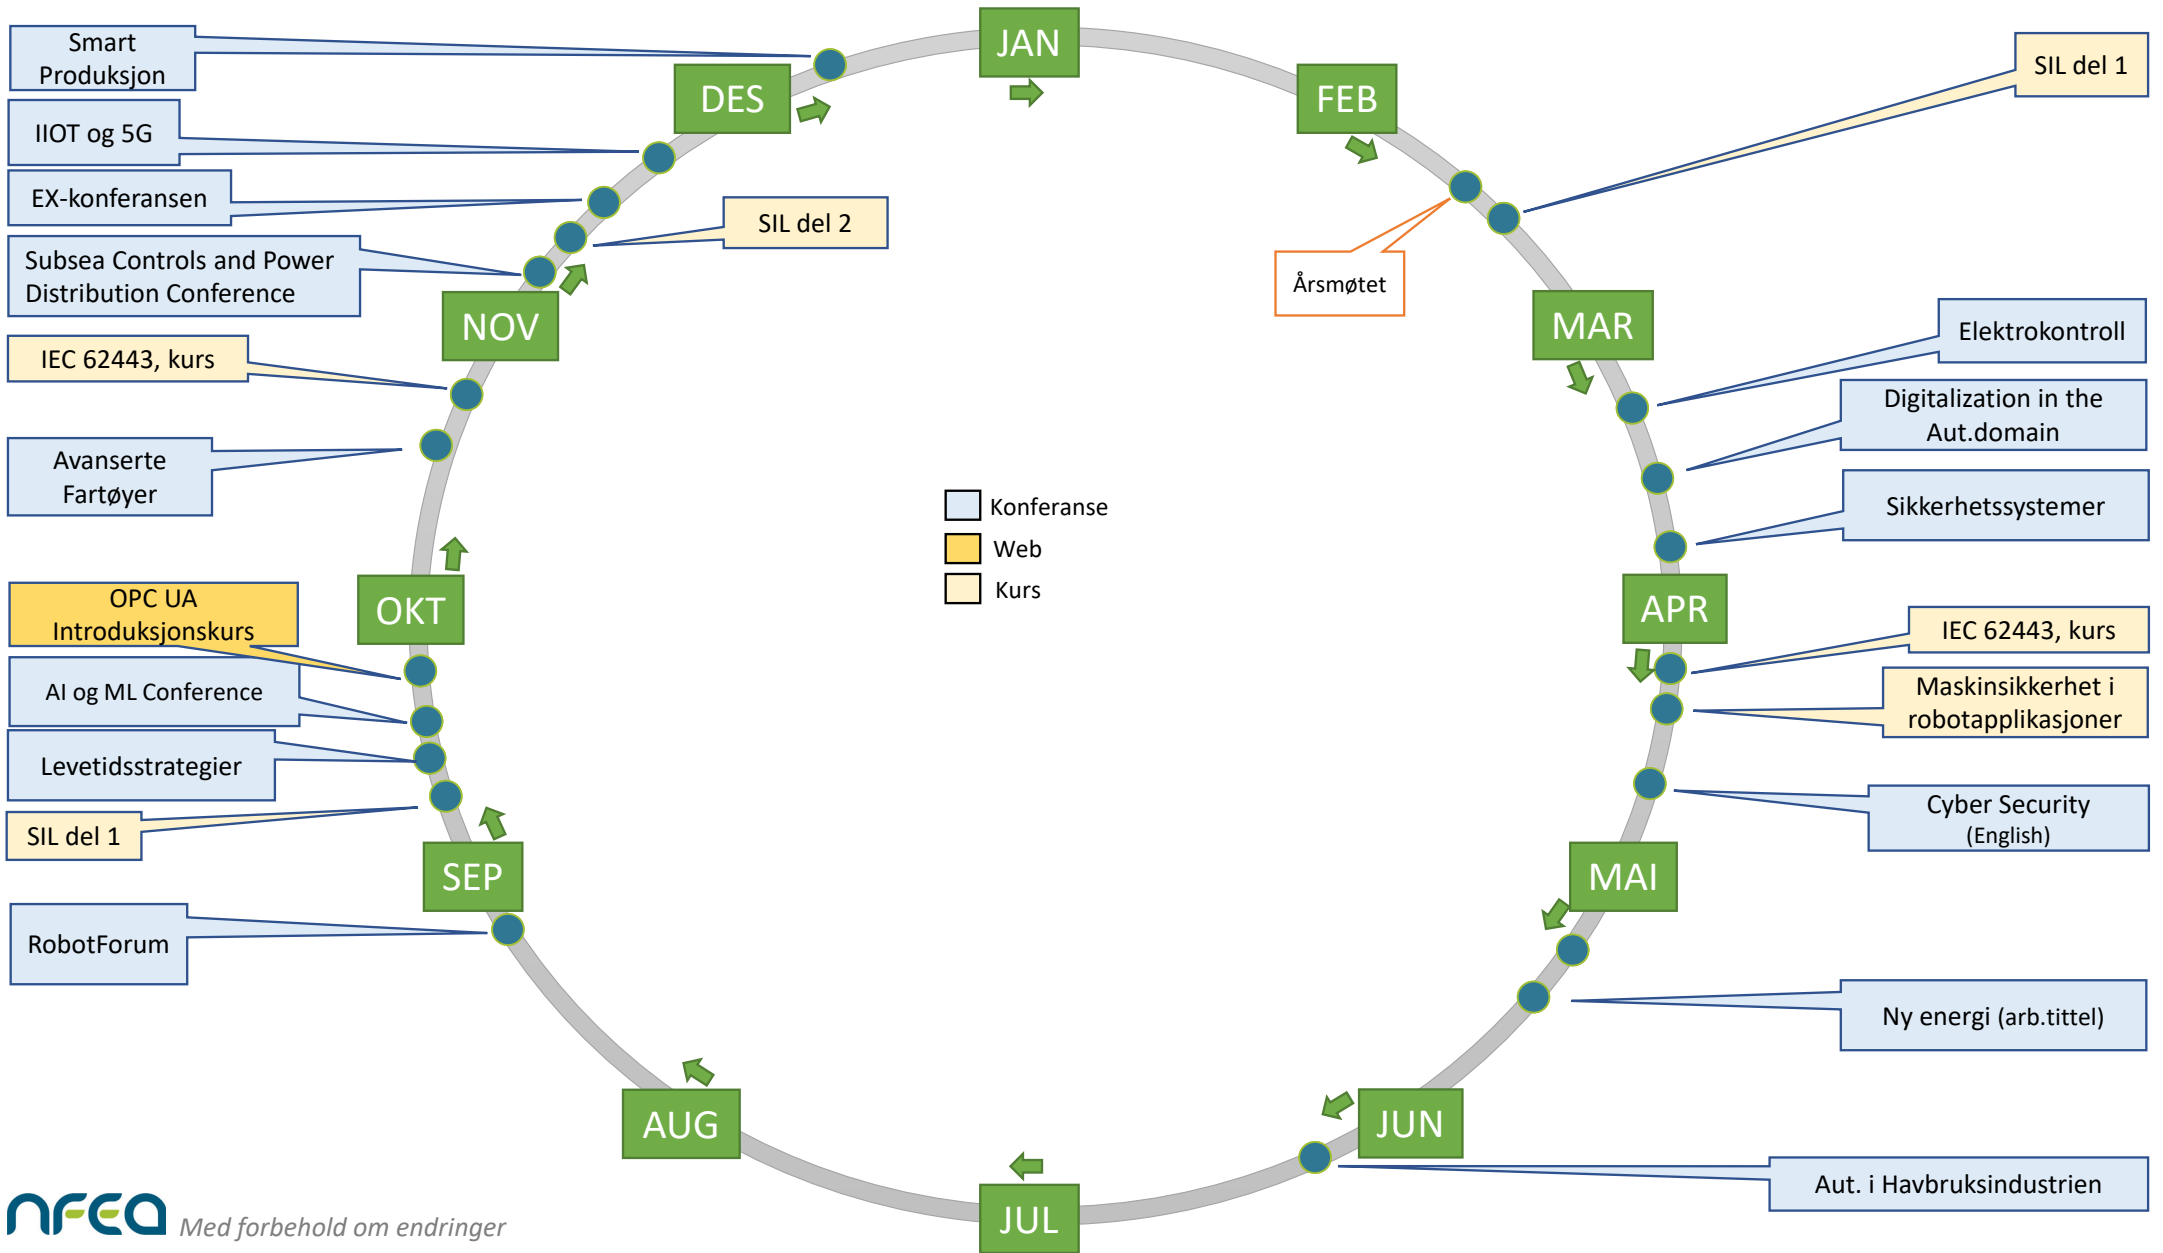 JAN
FEB
MAR
APR
MAI
JUN
JUL
AUG
SEP
OKT
NOV
DES
SIL del 1
Årsmøtet
Elektrokontroll
Digitalization in the
Aut.domain
Sikkerhetssystemer
IEC 62443, kurs
Maskinsikkerhet i
robotapplikasjoner
Cyber Security
(English)
Ny energi (arb.tittel)
Aut. i Havbruksindustrien
RobotForum
SIL del 1
Levetidsstrategier
AI og ML Conference
OPC UA
Introduksjonskurs
Avanserte
Fartøyer
IEC 62443, kurs
Subsea Controls and Power
Distribution Conference
SIL del 2
EX-konferansen
IIOT og 5G
Smart
Produksjon
Konferanse
Web
Kurs
nfea
Med forbehold om endringer